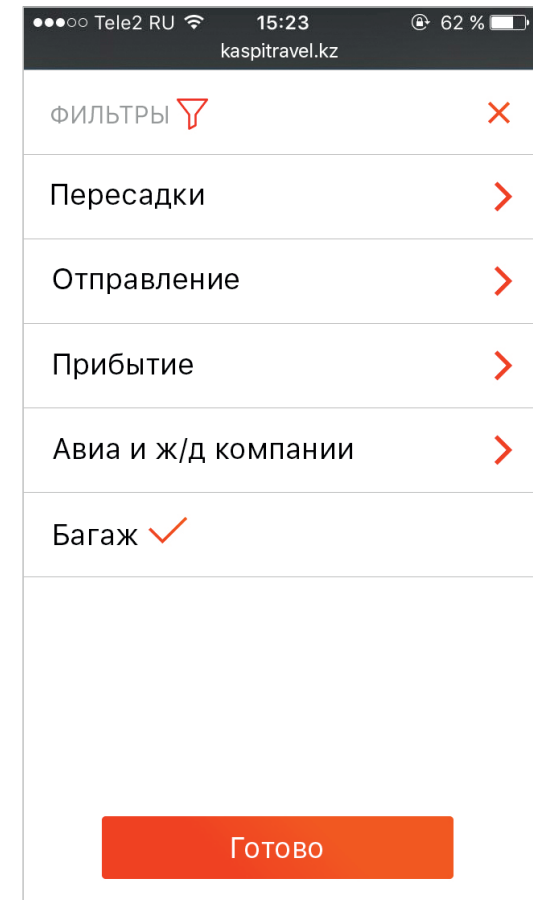 Tele2 RU 15:23 62 %
kaspitravel.kz
ФИЛЬТРЫ
Пересадки
Отправление
Прибытие
Авиа и ж/д компании
Багаж
Готово